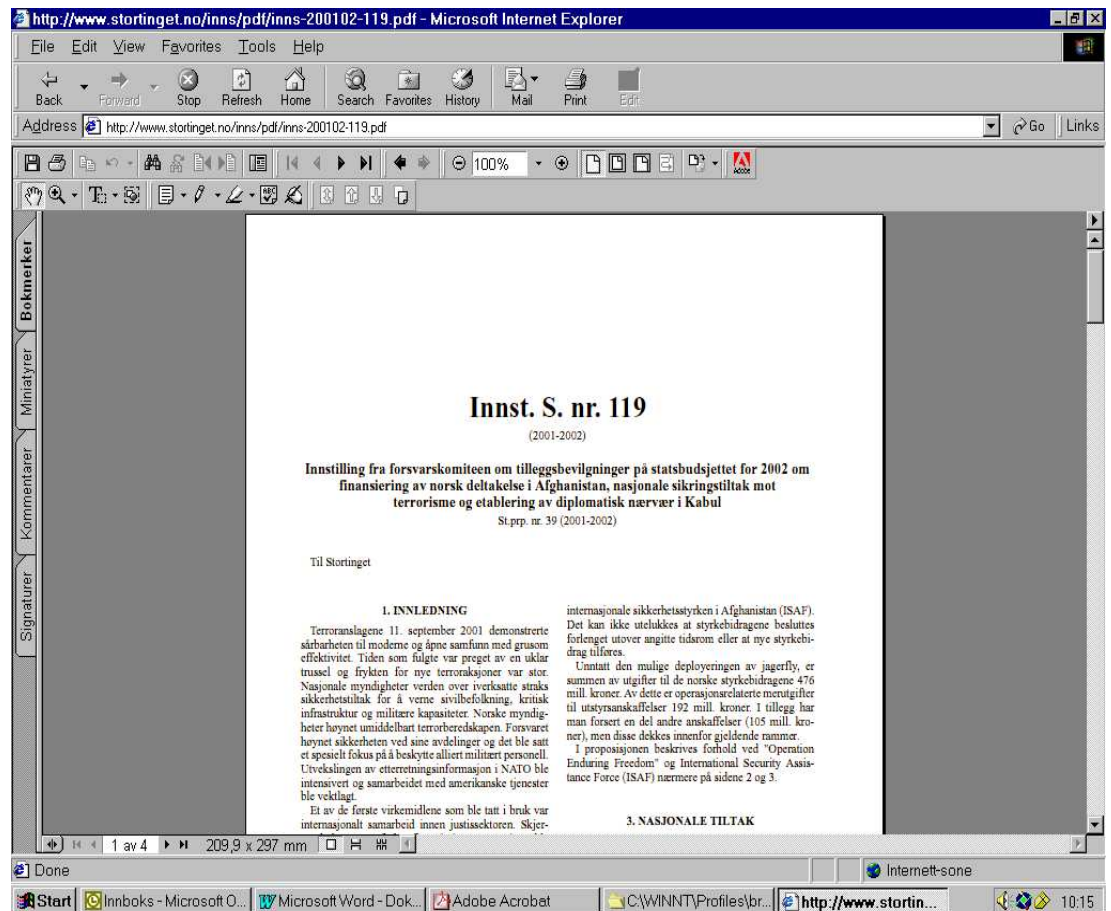 http://www.stortinget.no/inns/pdf/inns-200102-119.pdf - Microsoft Internet Explorer
File Edit View Favorites Tools Help
Back Forward Stop Refresh Home Search Favorites History Mail Print Edit
Address http://www.stortinget.no/inns/pdf/inns-200102-119.pdf Go Links
100% Adobe
Bokmerker
Miniatyrer
Kommentarer
Signaturer
Innst. S. nr. 119
(2001-2002)
Innstilling fra forsvarskomiteen om tilleggsbevilgninger på statsbudsjettet for 2002 om
finansiering av norsk deltakelse i Afghanistan, nasjonale sikringstiltak mot
terrorisme og etablering av diplomatisk nærvær i Kabul
St.prp. nr. 39 (2001-2002)
Til Stortinget
1. INNLEDNING
Terroranslagene 11. september 2001 demonstrerte
sårbarheten til moderne og åpne samfunn med grusom
effektivitet. Tiden som fulgte var preget av en uklar
trussel og frykten for nye terroraksjoner var stor.
Nasjonale myndigheter verden over iverksatte straks
sikkerhetstiltak for å verne sivilbefolkning, kritisk
infrastruktur og militære kapasiteter. Norske myndig-
heter høynet umiddelbart terrorberedskapen. Forsvaret
høynet sikkerheten ved sine avdelinger og det ble satt
et spesielt fokus på å beskytte alliert militært personell.
Utvekslingen av etterretningsinformasjon i NATO ble
intensivert og samarbeidet med amerikanske tjenester
ble vektlagt.
Et av de første virkemidlene som ble tatt i bruk var
internasjonalt samarbeid innen justissektoren. Skjer-
internasjonale sikkerhetsstyrken i Afghanistan (ISAF).
Det kan ikke utelukkes at styrkebidragene besluttes
forlenget utover angitte tidsrom eller at nye styrkebi-
drag tilføres.
Unntatt den mulige deployeringen av jagerfly, er
summen av utgifter til de norske styrkebidragene 476
mill. kroner. Av dette er operasjonsrelaterte merutgifter
til utstyrsanskaffelser 192 mill. kroner. I tillegg har
man forsert en del andre anskaffelser (105 mill. kro-
ner), men disse dekkes innenfor gjeldende rammer.
I proposisjonen beskrives forhold ved "Operation
Enduring Freedom" og International Security Assis-
tance Force (ISAF) nærmere på sidene 2 og 3.
3. NASJONALE TILTAK
1 av 4 209,9 x 297 mm
Done Internett-sone
Start Innboks - Microsoft O... Microsoft Word - Dok... Adobe Acrobat C:\WINNT\Profiles\br... http://www.stortin... 10:15